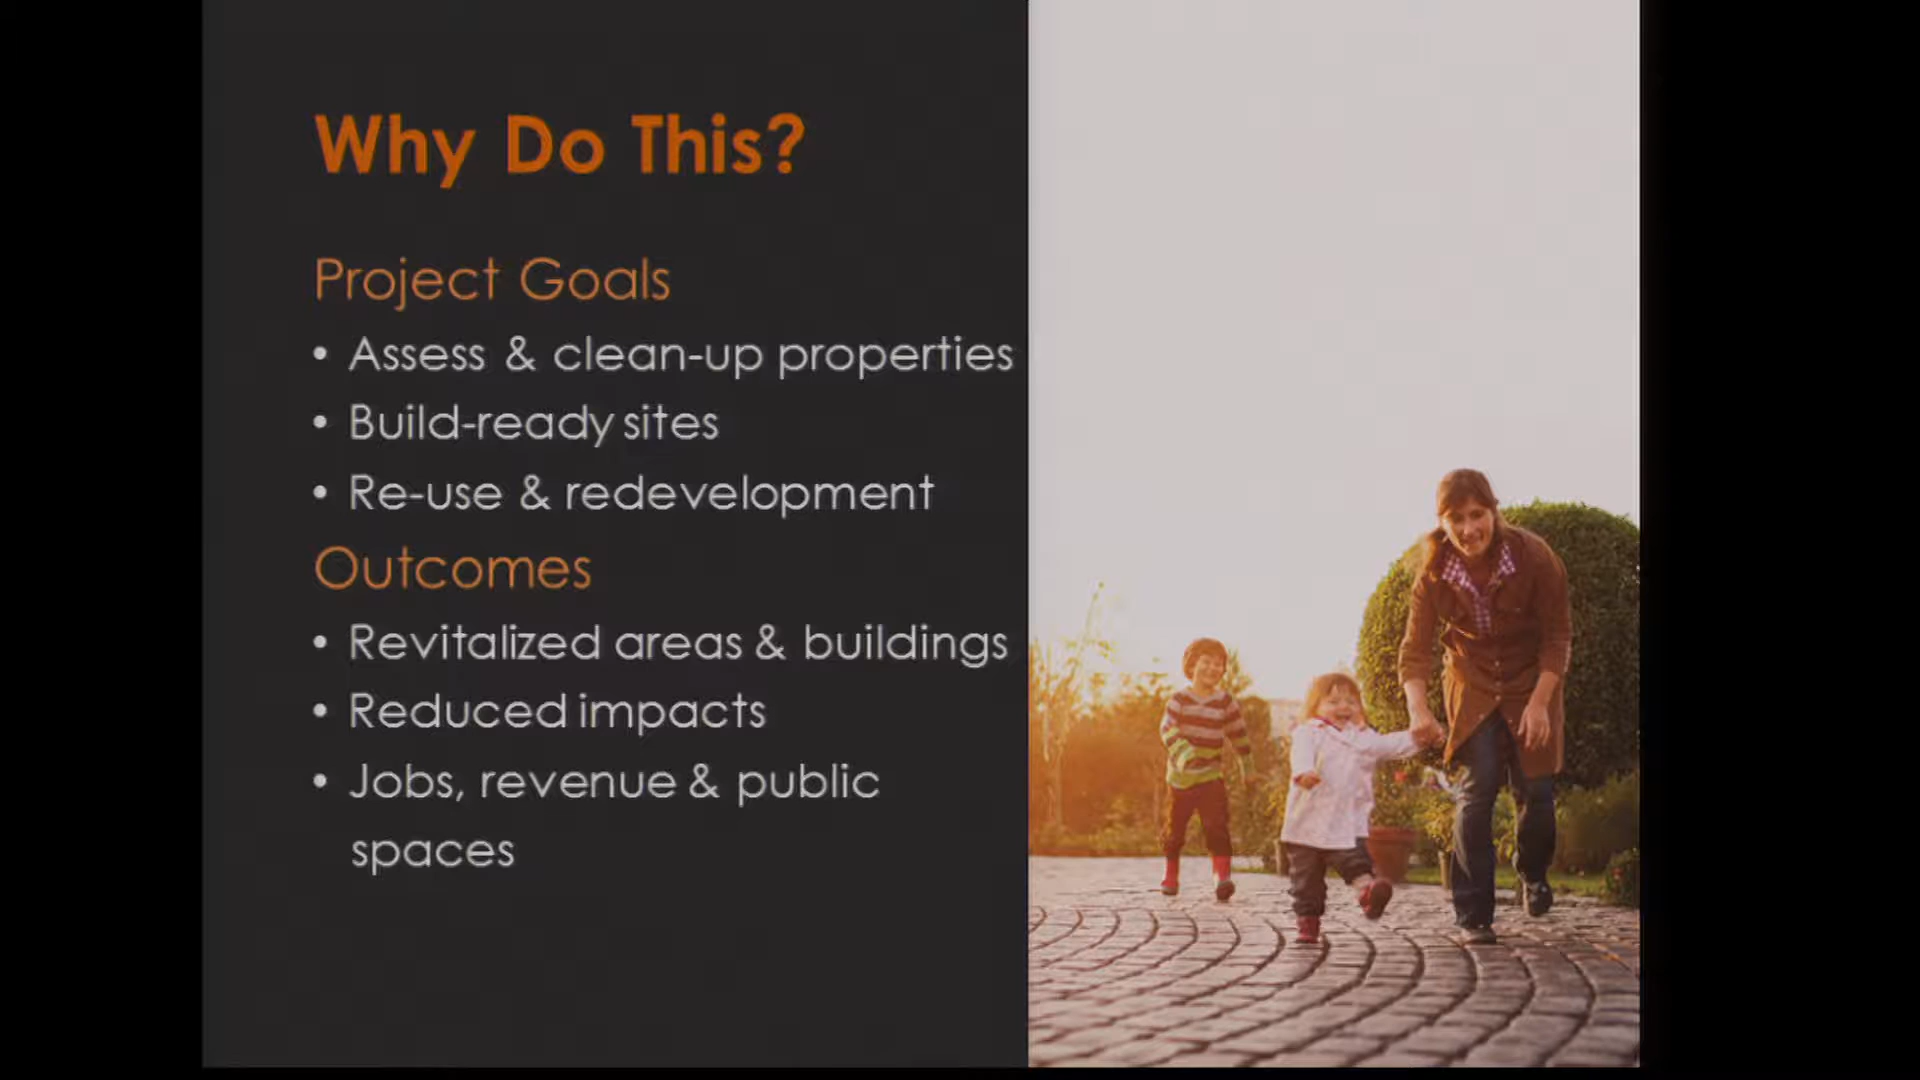 Why Do This?
Project Goals
• Assess & clean-up properties
• Build-ready sites
• Re-use & redevelopment
Outcomes
• Revitalized areas & buildings
• Reduced impacts
• Jobs, revenue & public
spaces